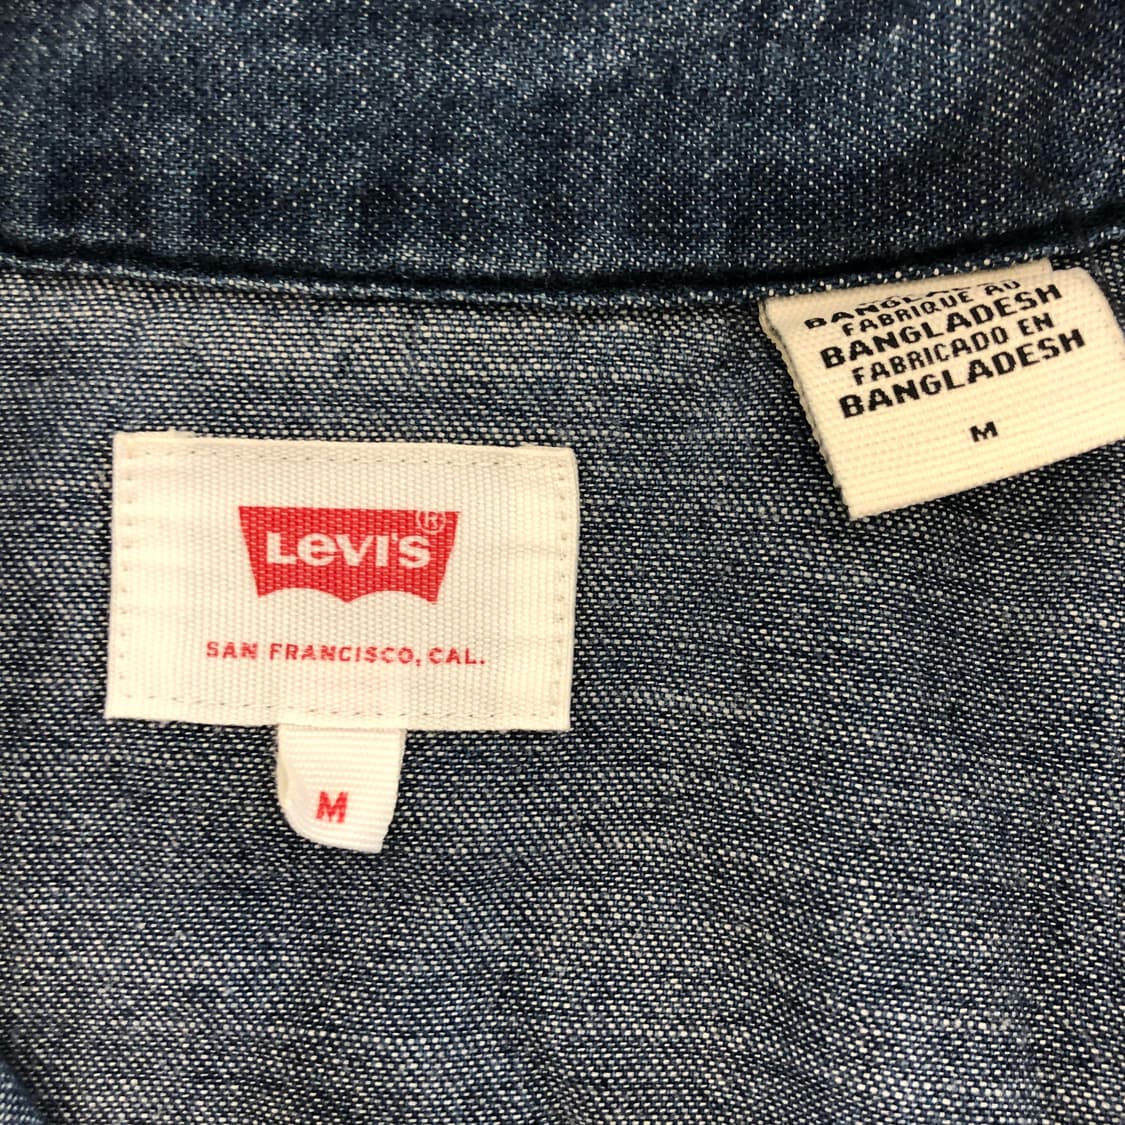 LEVI'S®
SAN FRANCISCO, CAL.
M
FABRIQUE AU
BANGLADESH
FABRICADO EN
BANGLADESH
M